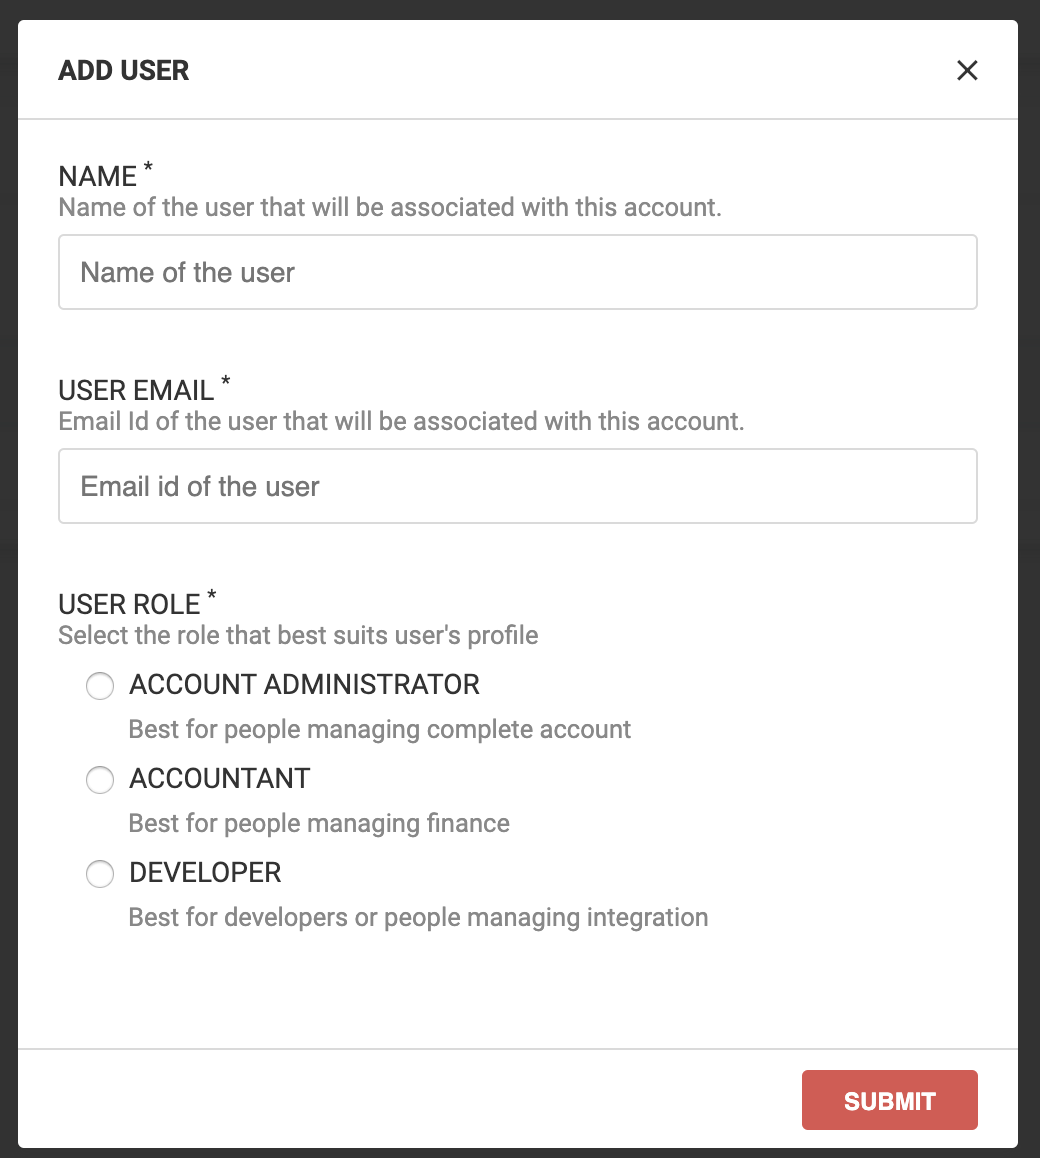 ADD USER
NAME *
Name of the user that will be associated with this account.
Name of the user
USER EMAIL *
Email Id of the user that will be associated with this account.
Email id of the user
USER ROLE *
Select the role that best suits user's profile
ACCOUNT ADMINISTRATOR
Best for people managing complete account
ACCOUNTANT
Best for people managing finance
DEVELOPER
Best for developers or people managing integration
SUBMIT